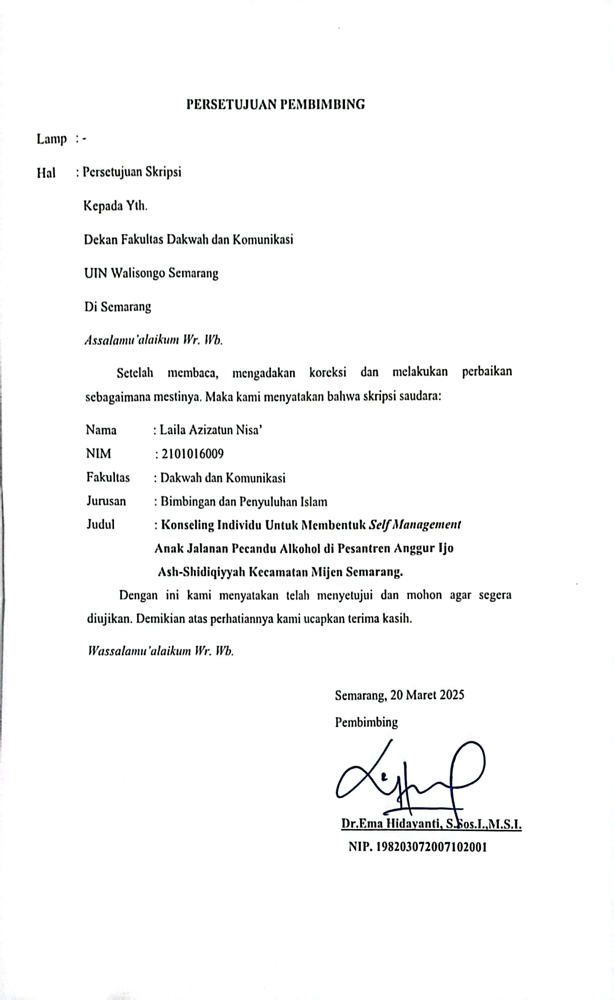 PERSETUJUAN PEMBIMBING
Lamp : -
Hal : Persetujuan Skripsi
Kepada Yth.
Dekan Fakultas Dakwah dan Komunikasi
UIN Walisongo Semarang
Di Semarang
Assalamu'alaikum Wr. Wb.
Setelah membaca, mengadakan koreksi dan melakukan perbaikan
sebagaimana mestinya. Maka kami menyatakan bahwa skripsi saudara:
Nama : Laila Azizatun Nisa'
NIM : 2101016009
Fakultas : Dakwah dan Komunikasi
Jurusan : Bimbingan dan Penyuluhan Islam
Judul : Konseling Individu Untuk Membentuk Self Management
Anak Jalanan Pecandu Alkohol di Pesantren Anggur Ijo
Ash-Shidiqiyyah Kecamatan Mijen Semarang.
Dengan ini kami menyatakan telah menyetujui dan mohon agar segera
diujikan. Demikian atas perhatiannya kami ucapkan terima kasih.
Wassalamu'alaikum Wr. Wb.
Semarang, 20 Maret 2025
Pembimbing
Dr.Ema Hidayanti, S.Sos.I.,M.S.I.
NIP. 198203072007102001